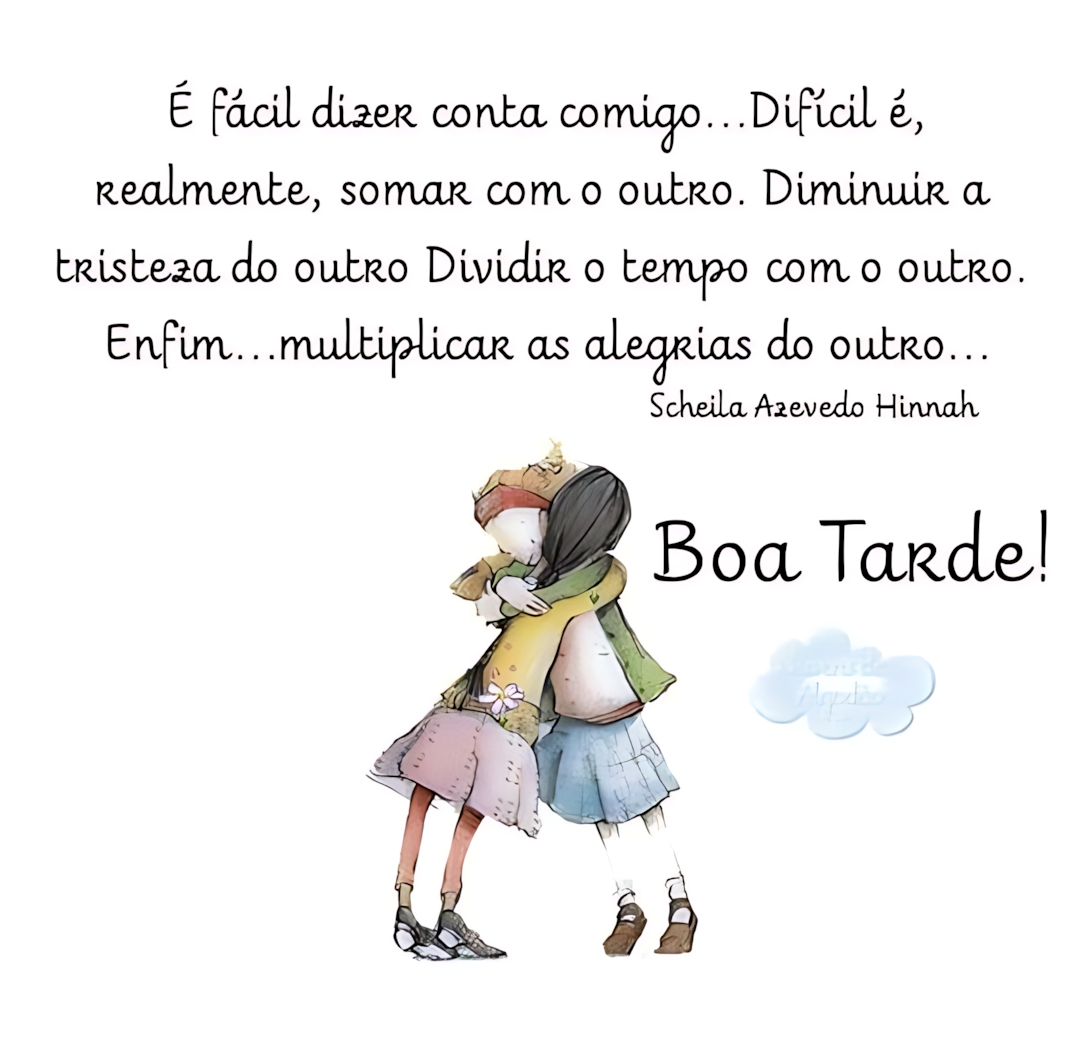 É fácil dizer conta comigo...Difícil é,
realmente, somar com o outro. Diminuir a
tristeza do outro Dividir o tempo com o outro.
Enfim...multiplicar as alegrias do outro...
Scheila Azevedo Hinnah
Boa Tarde!
Algodão